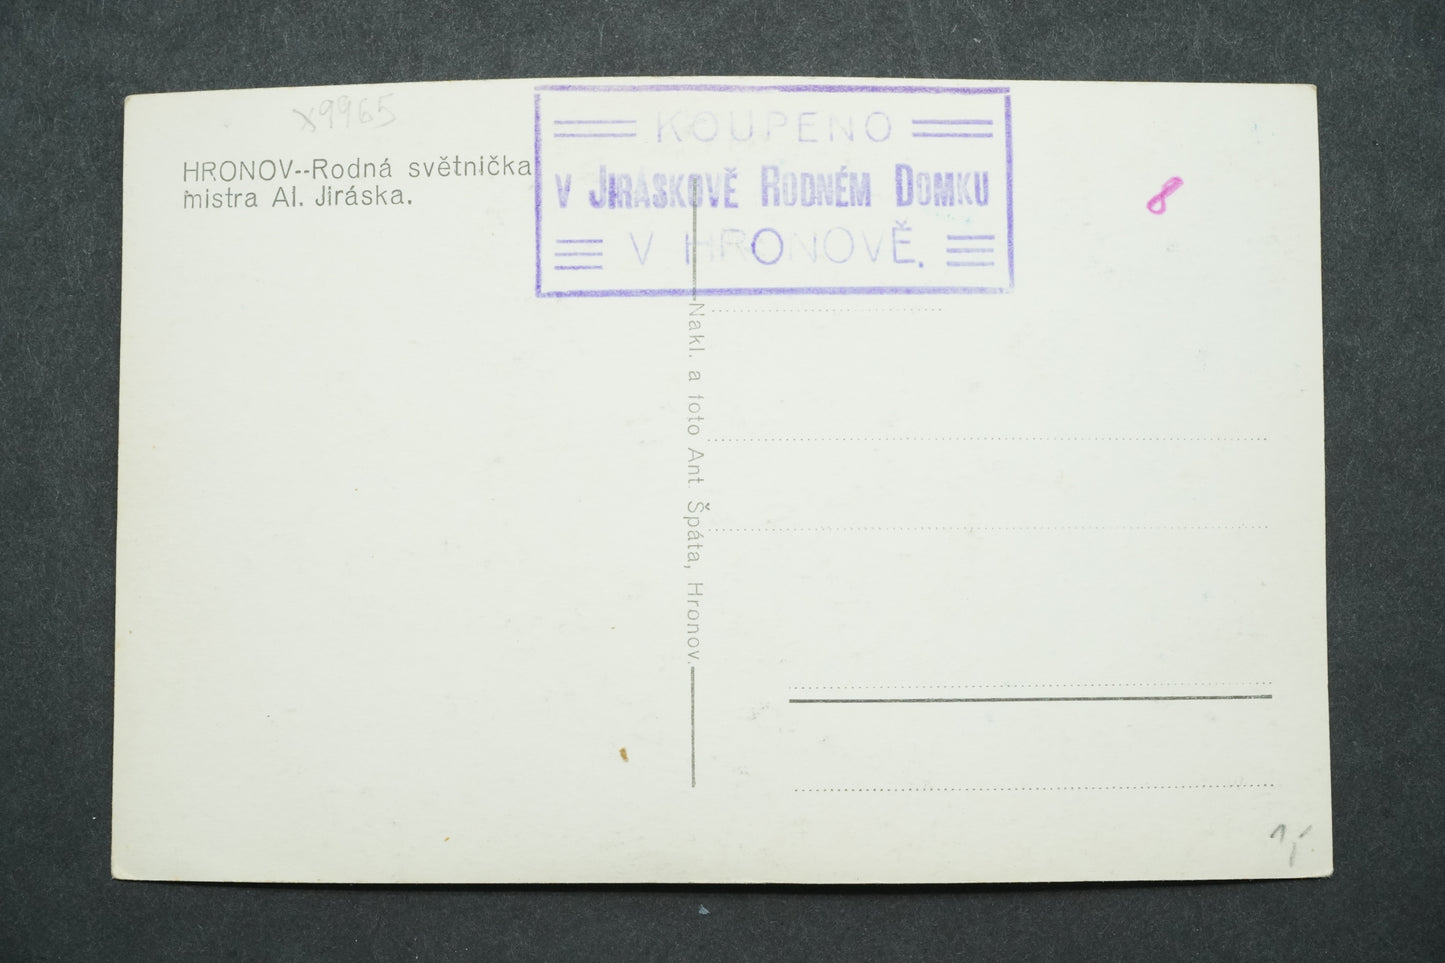 x9965
HRONOV--Rodná světnička
mistra Al. Jiráska.
KOUPENO
V JIRÁSKOVĚ RODNÉM DOMKU
V HRONOVĚ.
8
Nakl. a foto Ant Špáta, Hronov.